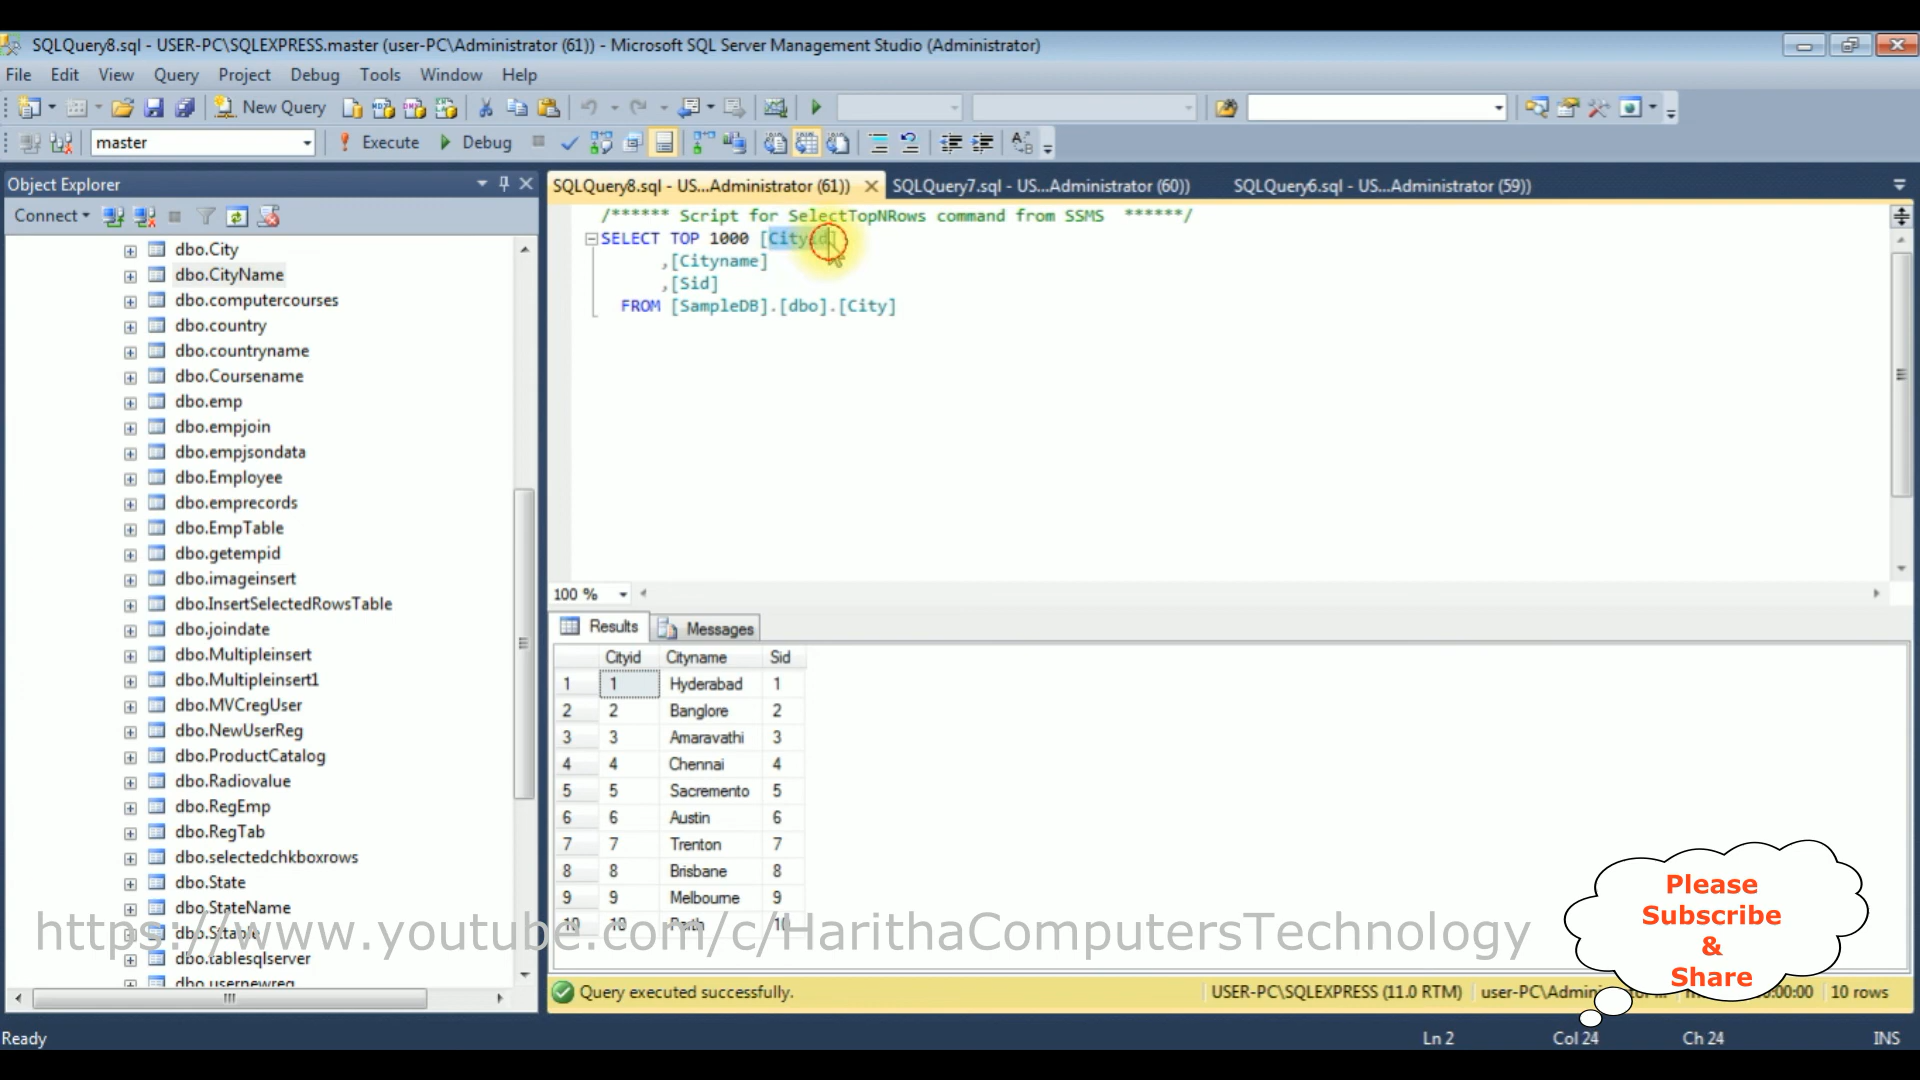 SQLQuery8.sql - USER-PC\SQLEXPRESS.master (user-PC\Administrator (61)) - Microsoft SQL Server Management Studio (Administrator)
File Edit View Query Project Debug Tools Window Help
New Query
master Execute Debug
Object Explorer
Connect
dbo.City
dbo.CityName
dbo.computercourses
dbo.country
dbo.countryname
dbo.Coursename
dbo.emp
dbo.empjoin
dbo.empjsondata
dbo.Employee
dbo.emprecords
dbo.EmpTable
dbo.getempid
dbo.imageinsert
dbo.InsertSelectedRowsTable
dbo.joindate
dbo.Multipleinsert
dbo.Multipleinsert1
dbo.MVCregUser
dbo.NewUserReg
dbo.ProductCatalog
dbo.Radiovalue
dbo.RegEmp
dbo.RegTab
dbo.selectedchkboxrows
dbo.State
dbo.StateName
dbo.tablesqlserver
dbo.usernewreg
SQLQuery8.sql - US...Administrator (61)) SQLQuery7.sql - US...Administrator (60)) SQLQuery6.sql - US...Administrator (59))
/****** Script for SelectTopNRows command from SSMS ******/
SELECT TOP 1000 [Cityid]
,[Cityname]
,[Sid]
FROM [SampleDB].[dbo].[City]
100 %
Results Messages
Cityid Cityname Sid
1 1 Hyderabad 1
2 2 Banglore 2
3 3 Amaravathi 3
4 4 Chennai 4
5 5 Sacremento 5
6 6 Austin 6
7 7 Trenton 7
8 8 Brisbane 8
9 9 Melbourne 9
10 10 Perth 10
https://www.youtube.com/c/HarithaComputersTechnology
Please
Subscribe
&
Share
Query executed successfully. USER-PC\SQLEXPRESS (11.0 RTM) 10 rows
Ready Ln 2 Col 24 Ch 24 INS